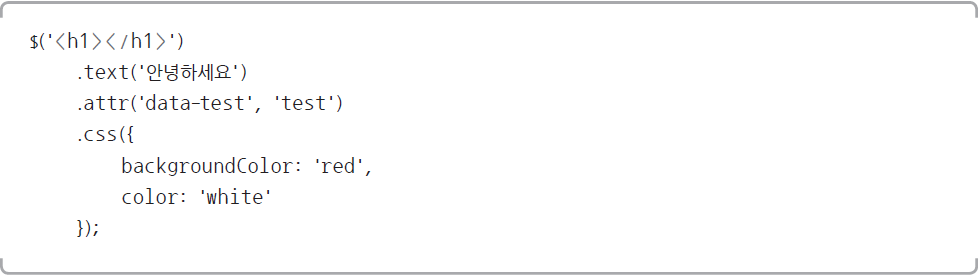 $('<h1></h1>')
.text('안녕하세요')
.attr('data-test', 'test')
.css({
backgroundColor: 'red',
color: 'white'
});